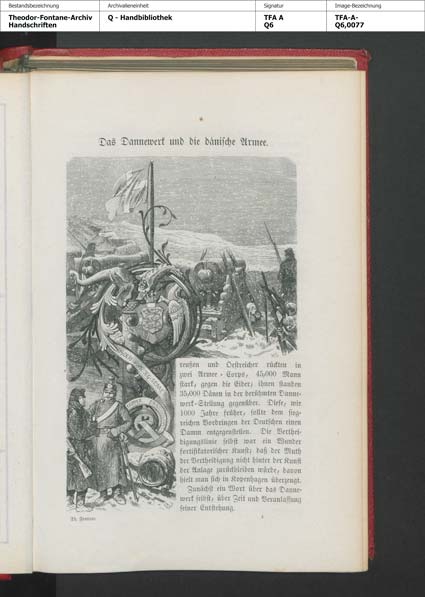 Bestandsbezeichnung
Theodor-Fontane-Archiv
Handschriften
Archivalieneinheit
Q - Handbibliothek
Signatur
TFA A
Q6
Image-Bezeichnung
TFA-A-
Q6,0077
Das Dannewerk und die dänische Armee.
reußen und Oestreicher rückten in
zwei Armee-Corps, 45,000 Mann
stark, gegen die Eider; ihnen standen
35,000 Dänen in der berühmten Danne-
werk-Stellung gegenüber. Diese, wie
1000 Jahre früher, sollte dem sieg-
reichen Vordringen der Deutschen einen
Damm entgegenstellen. Die Verthei-
digungslinie selbst war ein Wunder
fortifikatorischer Kunst; daß der Muth
der Vertheidigung nicht hinter der Kunst
der Anlage zurückbleiben würde, davon
hielt man sich in Kopenhagen überzeugt.
Zunächst ein Wort über das Danne-
werk selbst, über Zeit und Veranlassung
seiner Entstehung.
Th. Fontane.